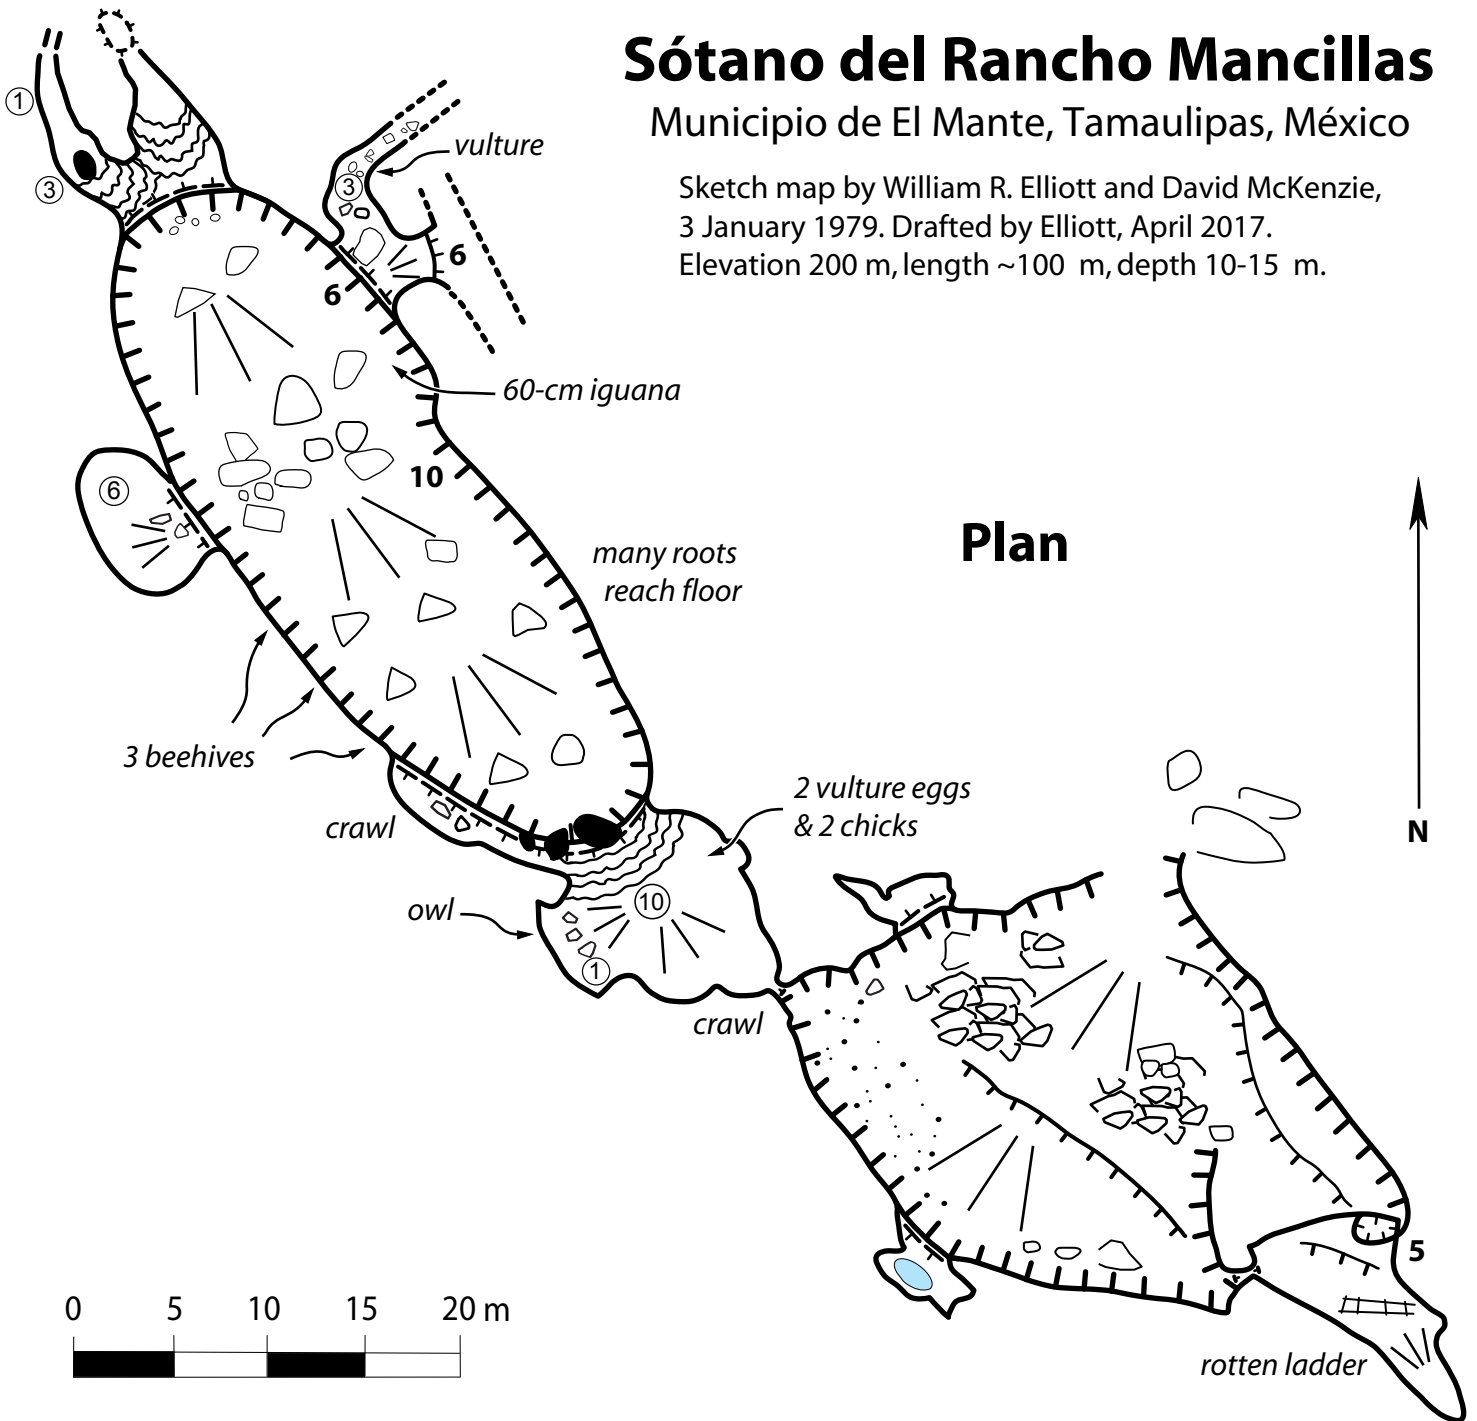 Sótano del Rancho Mancillas
Municipio de El Mante, Tamaulipas, México
Sketch map by William R. Elliott and David McKenzie,
3 January 1979. Drafted by Elliott, April 2017.
Elevation 200 m, length ~100 m, depth 10-15 m.
1
3
vulture
3
6
6
60-cm iguana
10
6
Plan
many roots
reach floor
3 beehives
crawl
2 vulture eggs
& 2 chicks
N
owl
10
1
crawl
5
0 5 10 15 20 m
rotten ladder